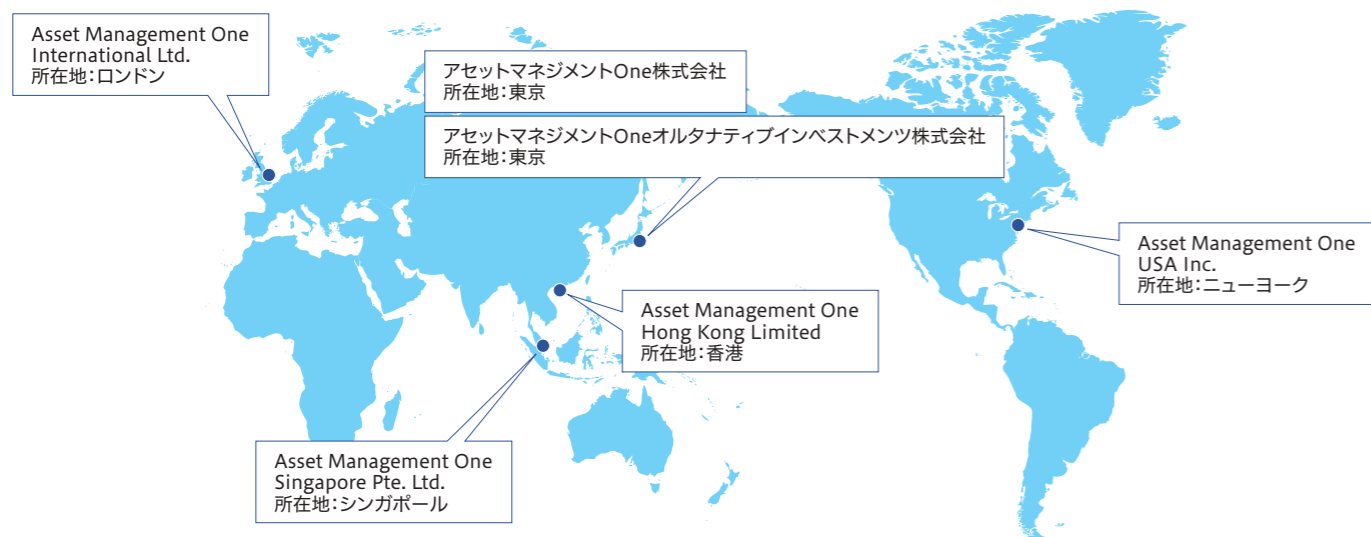 Asset Management One
International Ltd.
所在地：ロンドン
アセットマネジメントOne株式会社
所在地：東京
アセットマネジメントOneオルタナティブインベストメンツ株式会社
所在地：東京
Asset Management One
USA Inc.
所在地：ニューヨーク
Asset Management One
Hong Kong Limited
所在地：香港
Asset Management One
Singapore Pte. Ltd.
所在地：シンガポール